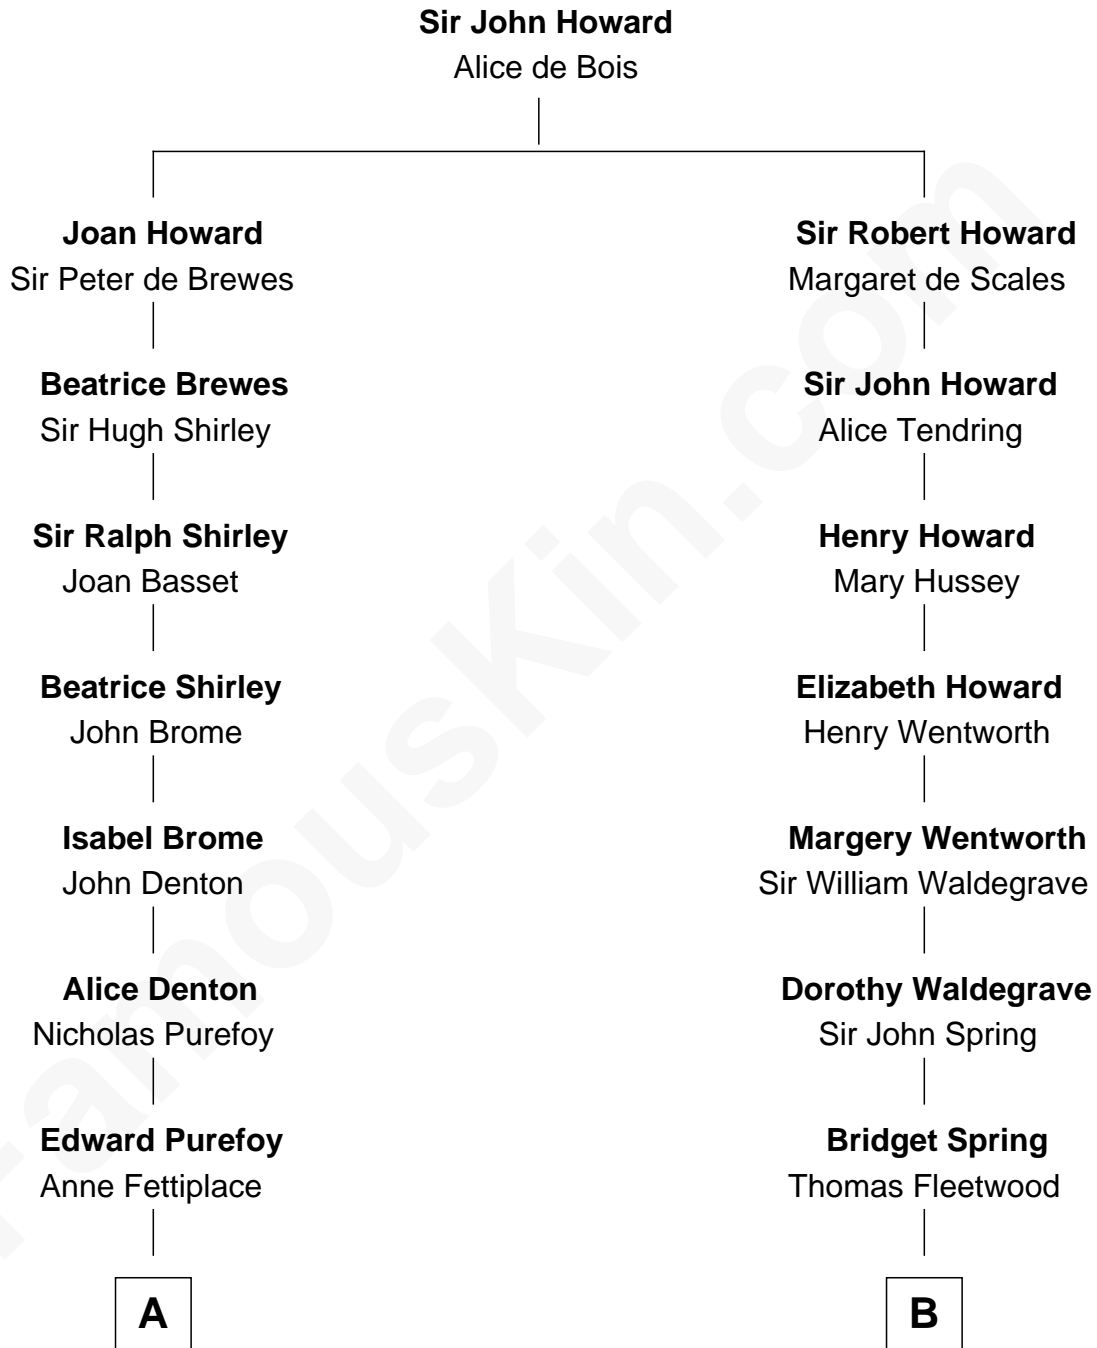 Sir John Howard
Alice de Bois
Joan Howard
Sir Peter de Brewes
Sir Robert Howard
Margaret de Scales
Beatrice Brewes
Sir Hugh Shirley
Sir John Howard
Alice Tendring
Sir Ralph Shirley
Joan Basset
Henry Howard
Mary Hussey
Beatrice Shirley
John Brome
Elizabeth Howard
Henry Wentworth
Isabel Brome
John Denton
Margery Wentworth
Sir William Waldegrave
Alice Denton
Nicholas Purefoy
Dorothy Waldegrave
Sir John Spring
Edward Purefoy
Anne Fettiplace
Bridget Spring
Thomas Fleetwood
A
B
FamousKin.com